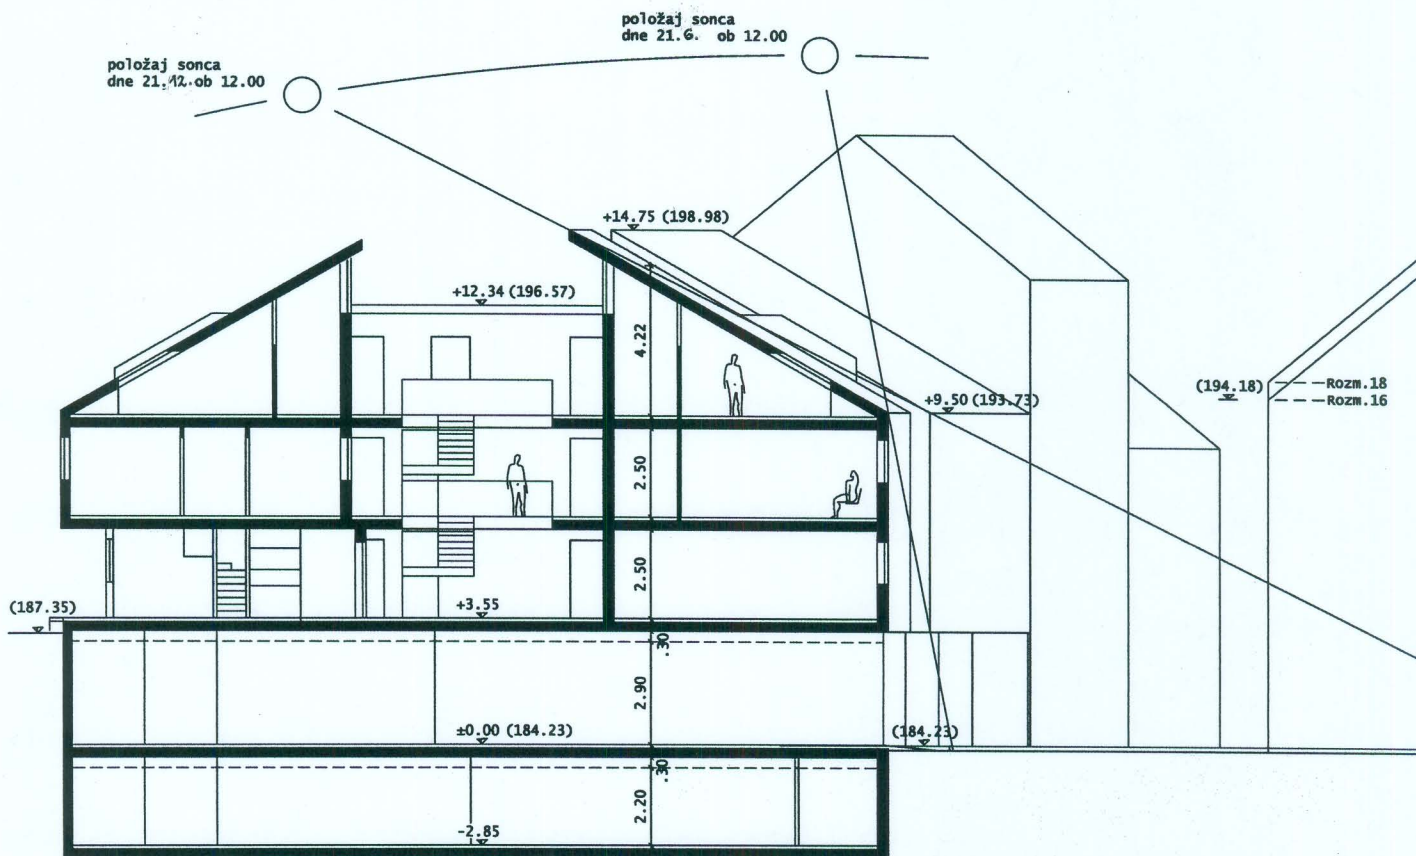 položaj sonca
dne 21.6. ob 12.00
položaj sonca
dne 21.12. ob 12.00
+14.75 (198.98)
+12.34 (196.57)
4.22
(194.18)
Rozm.18
Rozm.16
+9.50 (193.73)
2.50
2.50
(187.35)
+3.55
.30
2.90
±0.00 (184.23)
(184.23)
.30
2.20
-2.85